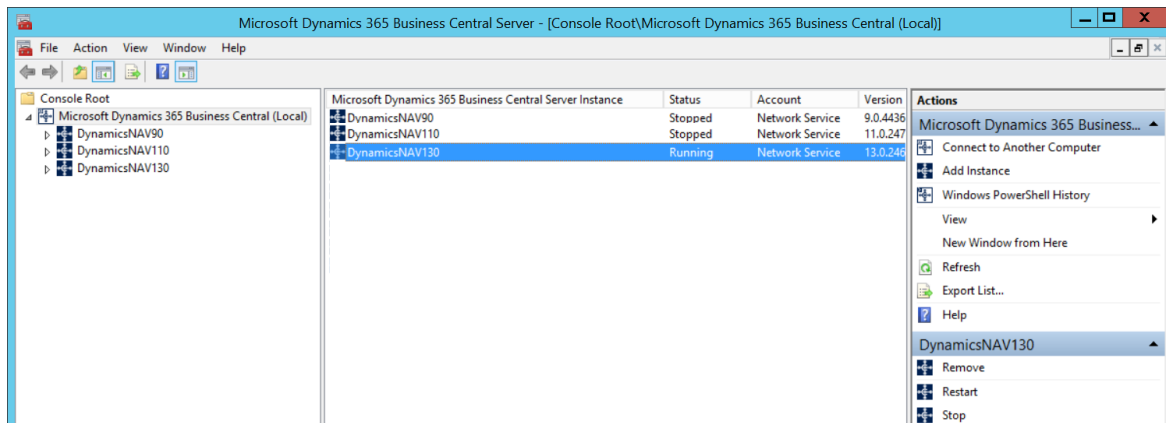 Microsoft Dynamics 365 Business Central Server - [Console Root\Microsoft Dynamics 365 Business Central (Local)]
File Action View Window Help
Console Root
Microsoft Dynamics 365 Business Central (Local)
DynamicsNAV90
DynamicsNAV110
DynamicsNAV130
Microsoft Dynamics 365 Business Central Server Instance Status Account Version
DynamicsNAV90 Stopped Network Service 9.0.4436
DynamicsNAV110 Stopped Network Service 11.0.247
DynamicsNAV130 Running Network Service 13.0.246
Actions
Microsoft Dynamics 365 Business...
Connect to Another Computer
Add Instance
Windows PowerShell History
View
New Window from Here
Refresh
Export List...
Help
DynamicsNAV130
Remove
Restart
Stop